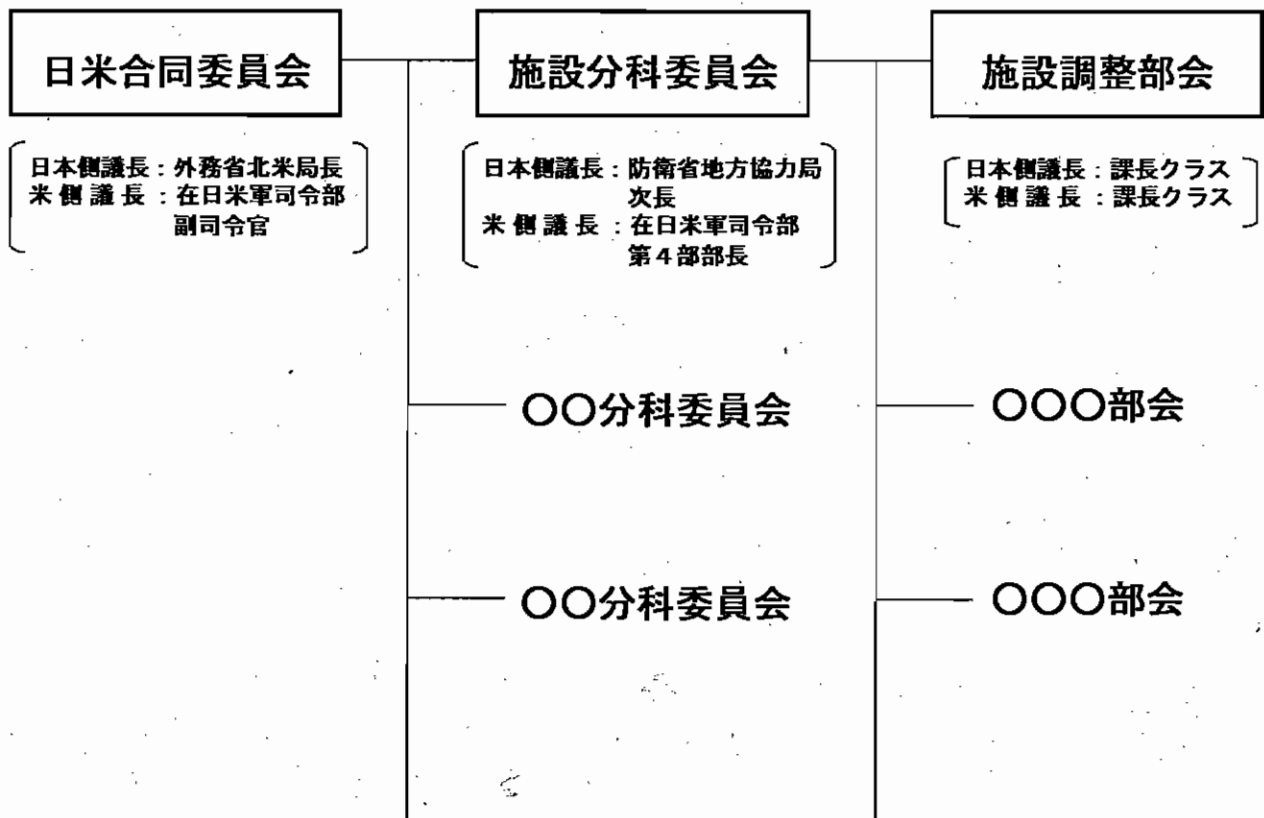 日米合同委員会
日本側議長：外務省北米局長
米側議長：在日米軍司令部
副司令官
施設分科委員会
日本側議長：防衛省地方協力局
次長
米側議長：在日米軍司令部
第４部部長
施設調整部会
日本側議長：課長クラス
米側議長：課長クラス
〇〇分科委員会
〇〇〇部会
〇〇分科委員会
〇〇〇部会